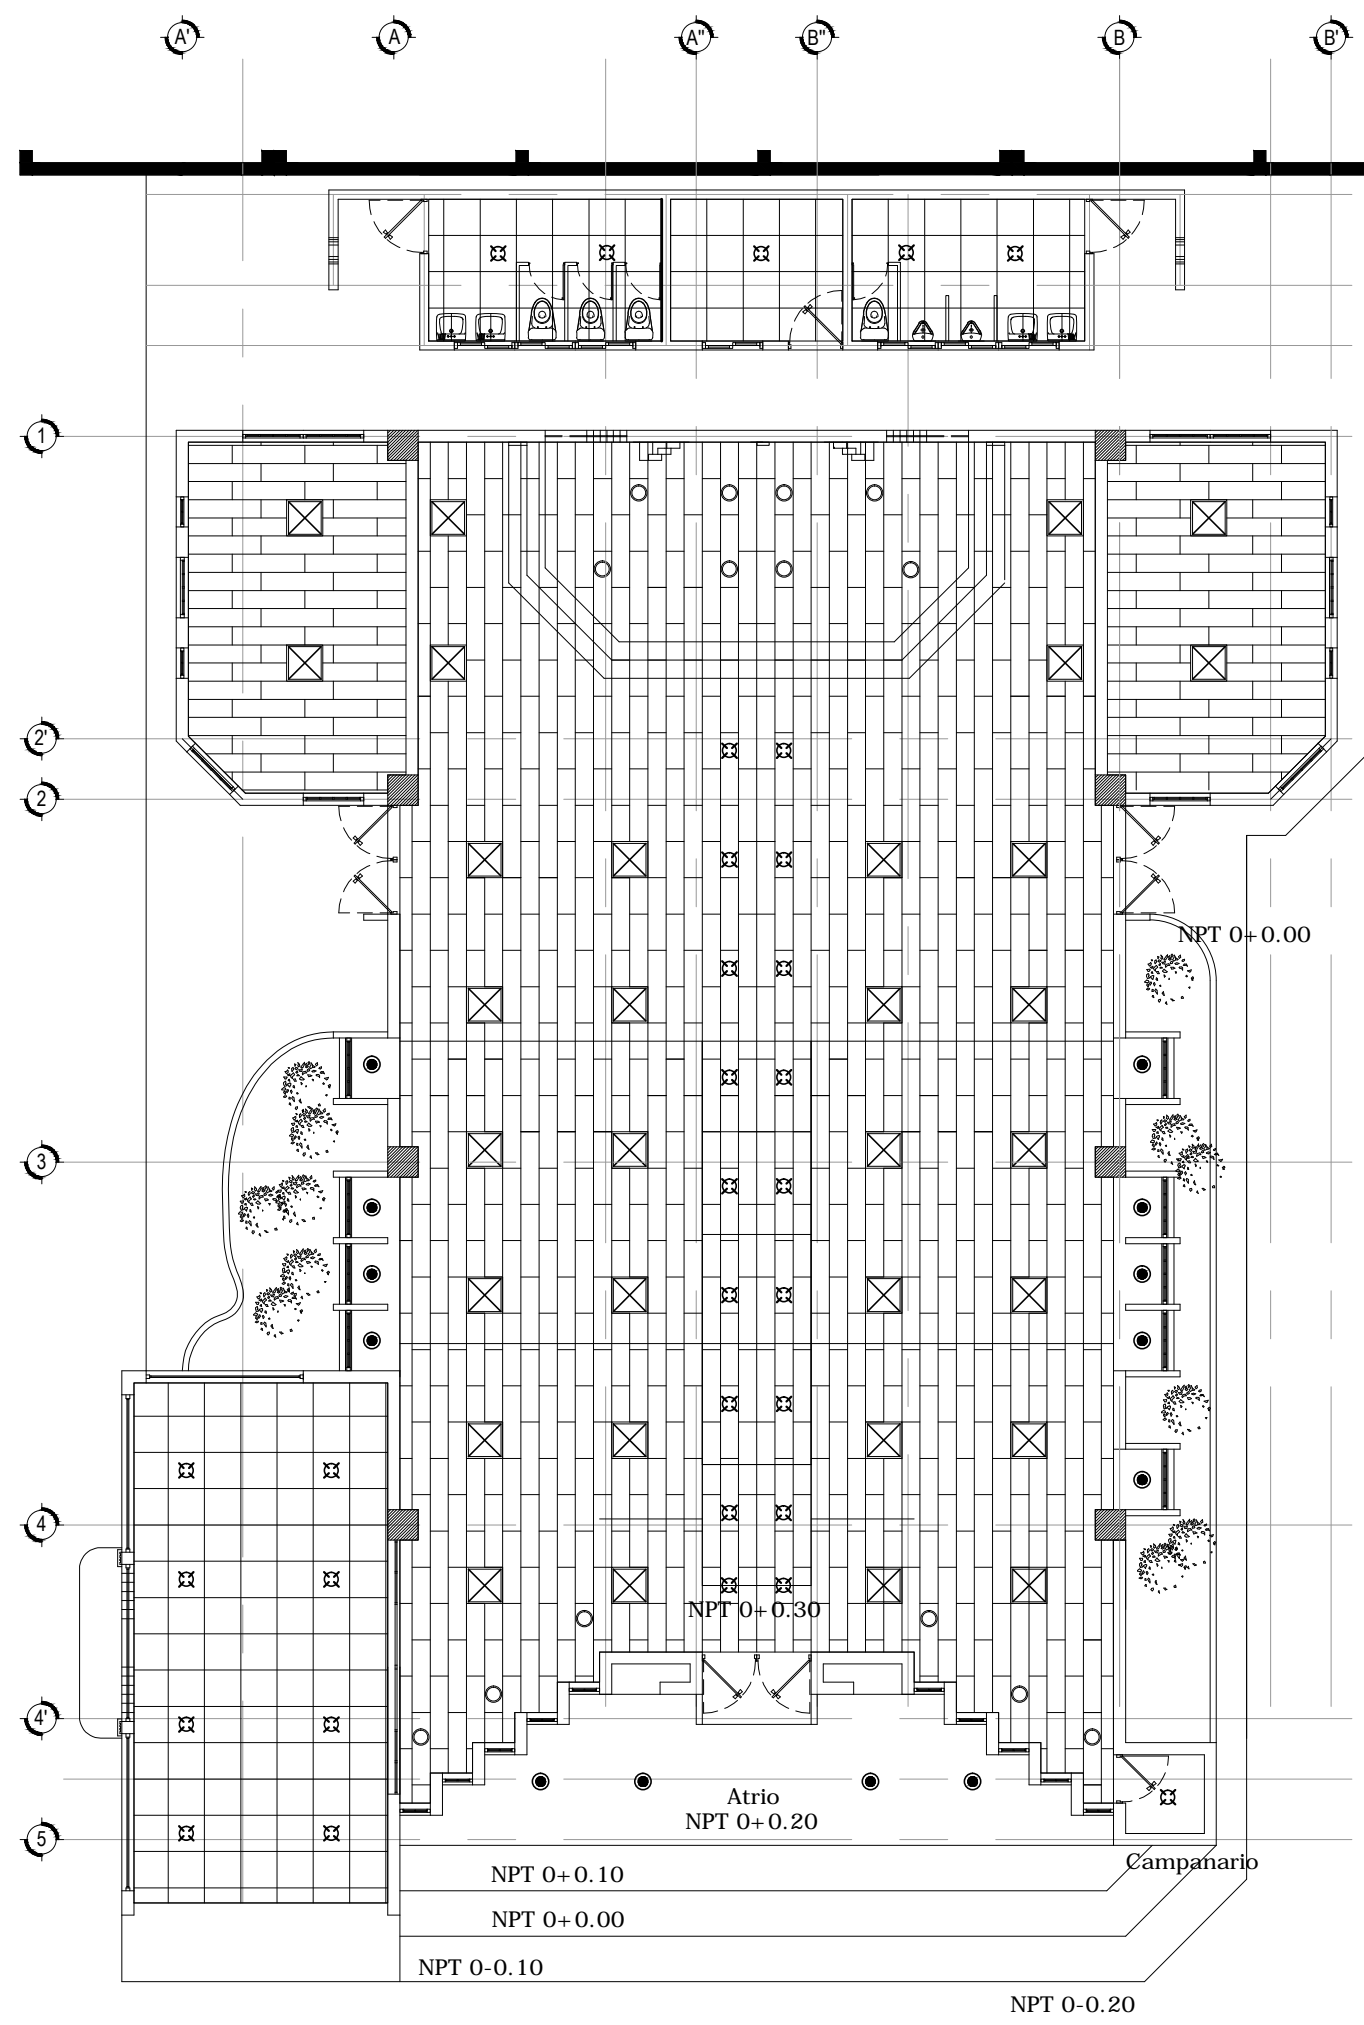 A' A A" B" B B'
1
2'
2
NPT 0+0.00
3
4
NPT 0+0.30
4'
Atrio
NPT 0+0.20
5
Campanario
NPT 0+0.10
NPT 0+0.00
NPT 0-0.10
NPT 0-0.20